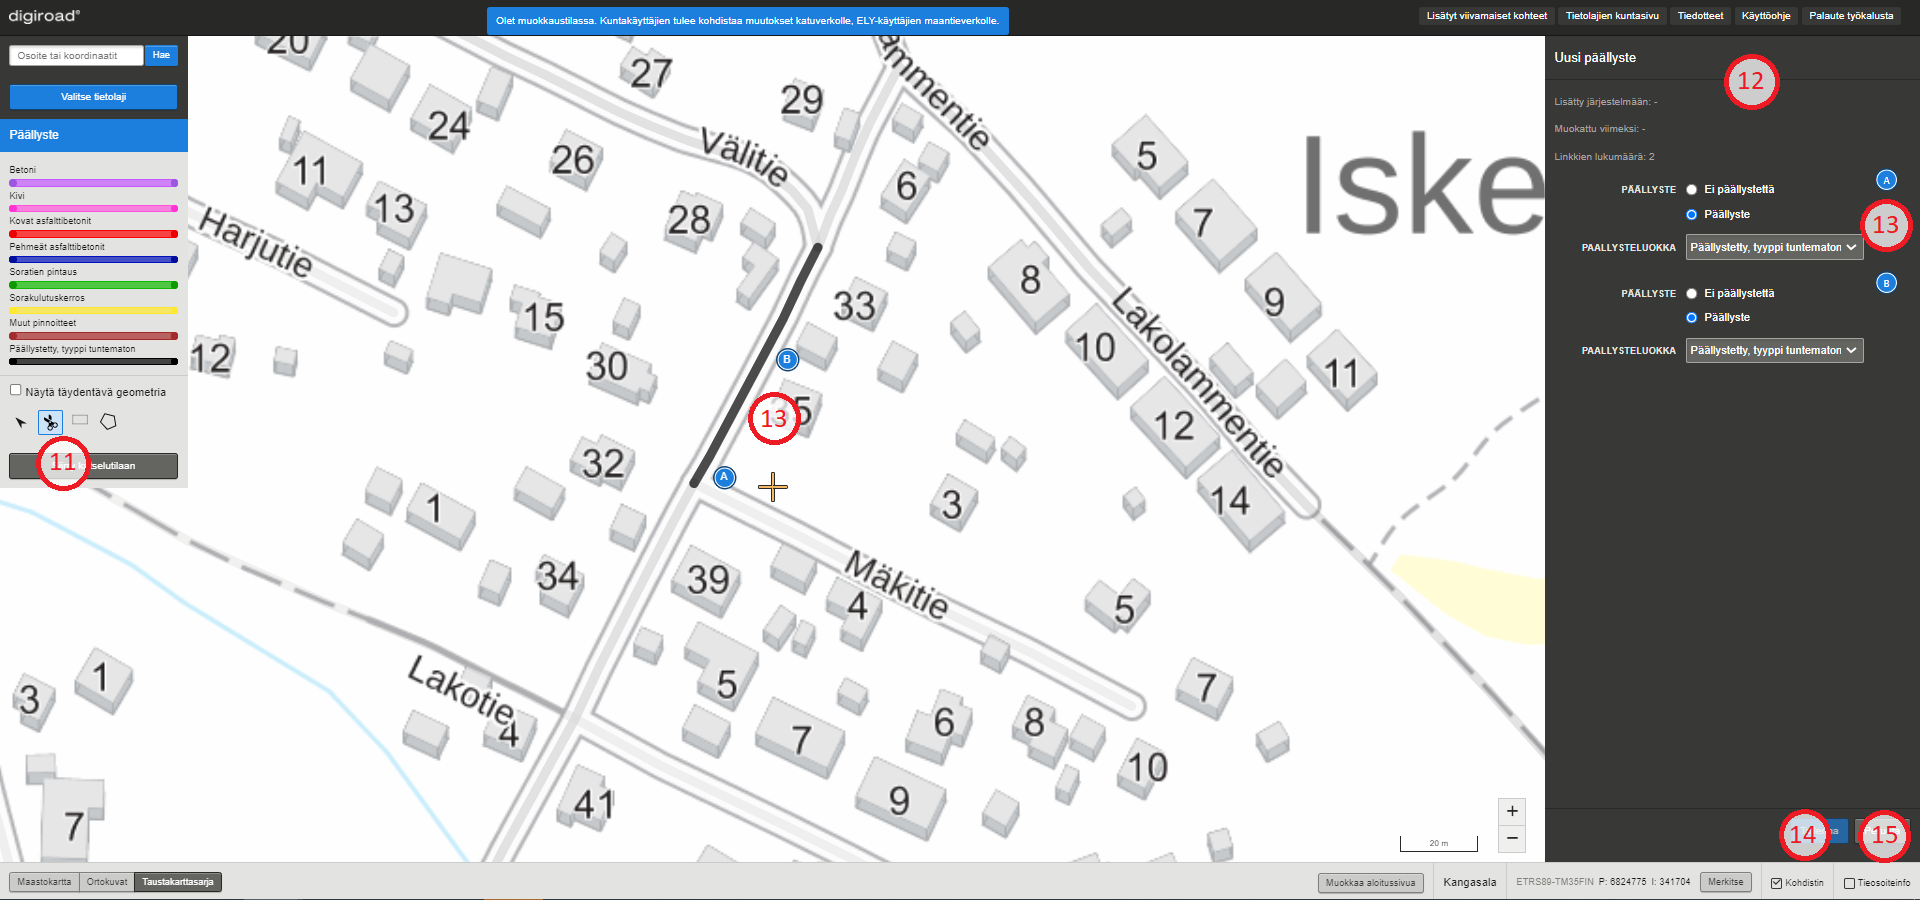 digiroad°
Olet muokkaustilassa. Kuntakäyttäjien tulee kohdistaa muutokset katuverkolle, ELY-käyttäjien maantieverkolle.
Lisätyt viivamaiset kohteet
Tietolajien kuntasivu
Tiedotteet
Käyttöohje
Palaute työkalusta
Osoite tai koordinaatit
Hae
Valitse tietolaji
Päällyste
Betoni
Kivi
Kovat asfalttibetonit
Pehmeät asfalttibetonit
Soratien pintaus
Sorakulutuskerros
Muut pinnoitteet
Päällystetty, tyyppi tuntematon
Näytä täydentävä geometria
11
20
27
29
24
26
11
13
28
6
5
7
Välitie
Harjutie
Iske
8
9
33
15
12
30
10
11
Lakolammentie
B
13
5
12
A
32
1
3
14
34
39
Mäkitie
4
5
Lakotie
1
3
4
5
7
7
6
8
10
9
41
7
20 m
+
−
Uusi päällyste
12
Lisätty järjestelmään: -
Muokattu viimeksi: -
Linkkien lukumäärä: 2
A
PÄÄLLYSTE
Ei päällystettä
Päällyste
13
PAALLYSTELUOKKA
Päällystetty, tyyppi tuntematon
B
PÄÄLLYSTE
Ei päällystettä
Päällyste
PAALLYSTELUOKKA
Päällystetty, tyyppi tuntematon
14
15
Maastokartta
Ortokuvat
Taustakarttasarja
Muokkaa aloitussivua
Kangasala
ETRS89-TM35FIN P: 6824775 I: 341704
Merkitse
Kohdistin
Tieosoiteinfo